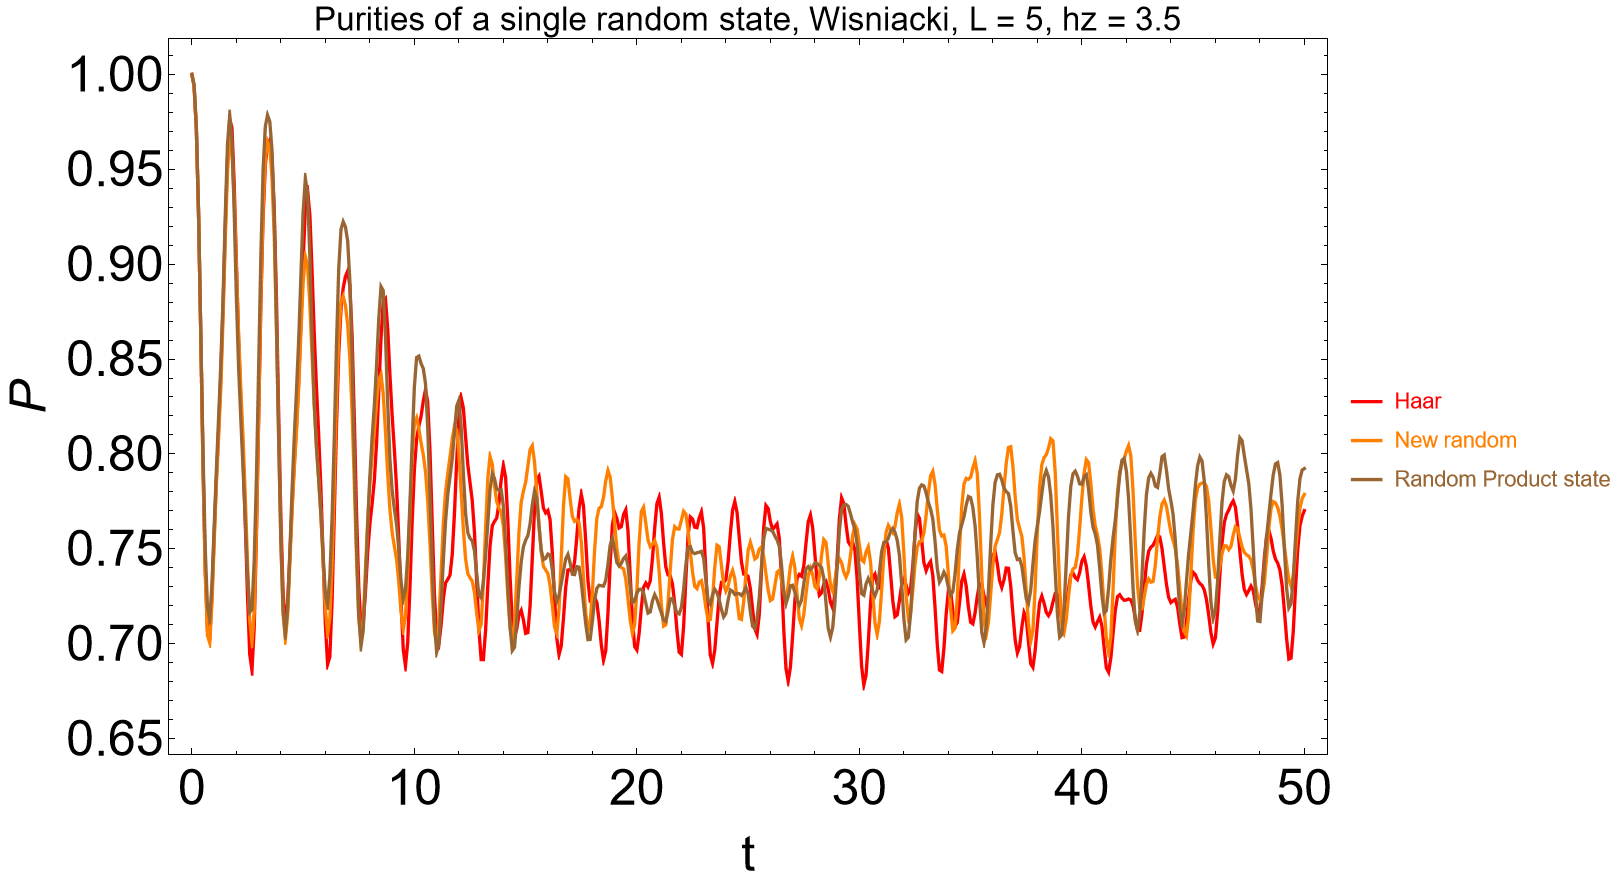 Purities of a single random state, Wisniacki, L = 5, hz = 3.5
1.00
0.95
0.90
0.85
0.80
0.75
0.70
0.65
P
0 10 20 30 40 50
t
Haar
New random
Random Product state